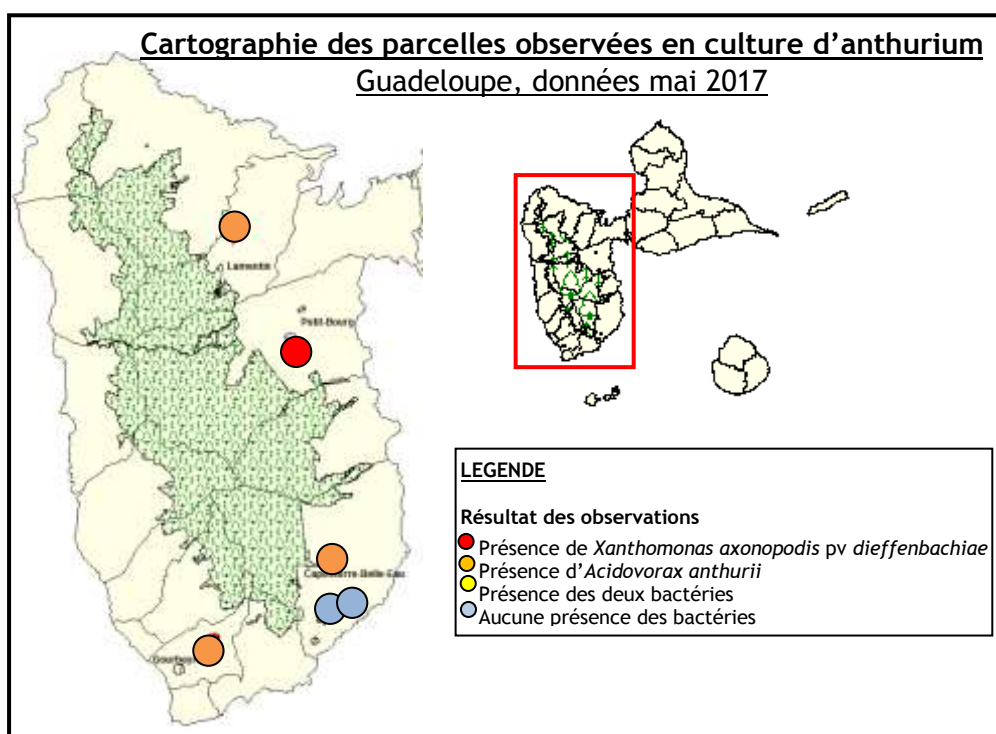 Cartographie des parcelles observées en culture d'anthurium
Guadeloupe, données mai 2017
Lamentin
Petit-Bourg
Capesterre-Belle-Eau
Gourbeyre
LEGENDE
Résultat des observations
Présence de Xanthomonas axonopodis pv dieffenbachiae
Présence d'Acidovorax anthurii
Présence des deux bactéries
Aucune présence des bactéries